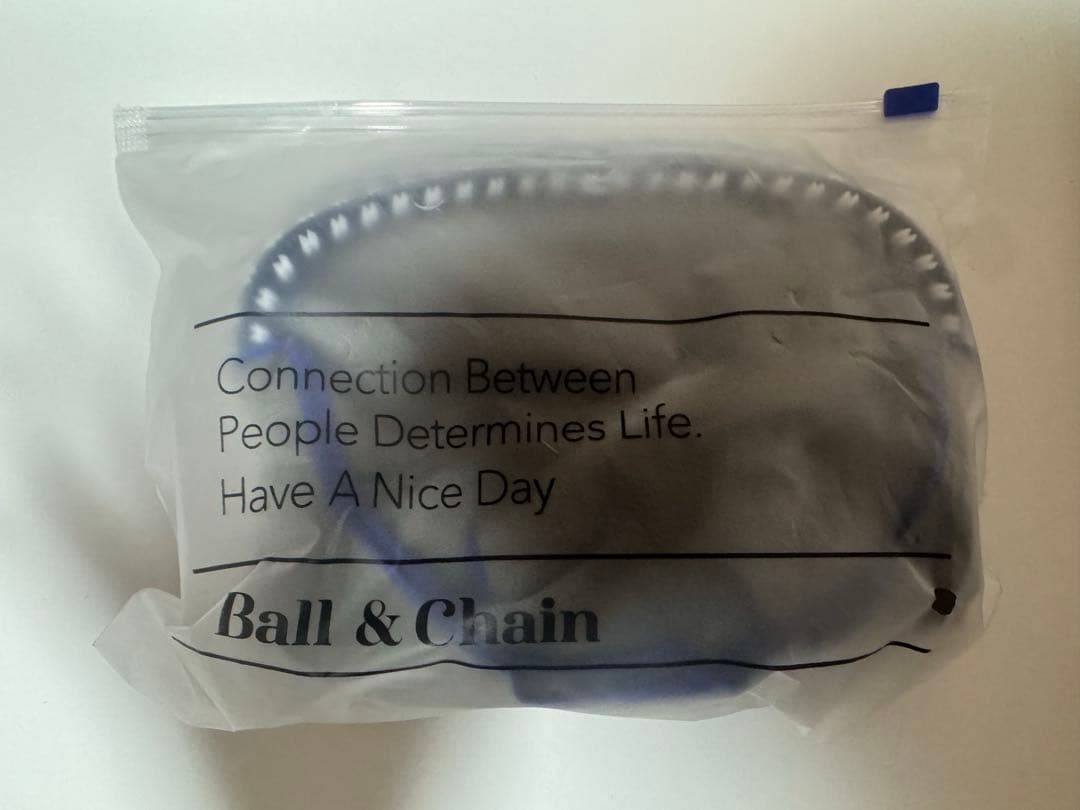 Connection Between
People Determines Life.
Have A Nice Day
Ball & Chain